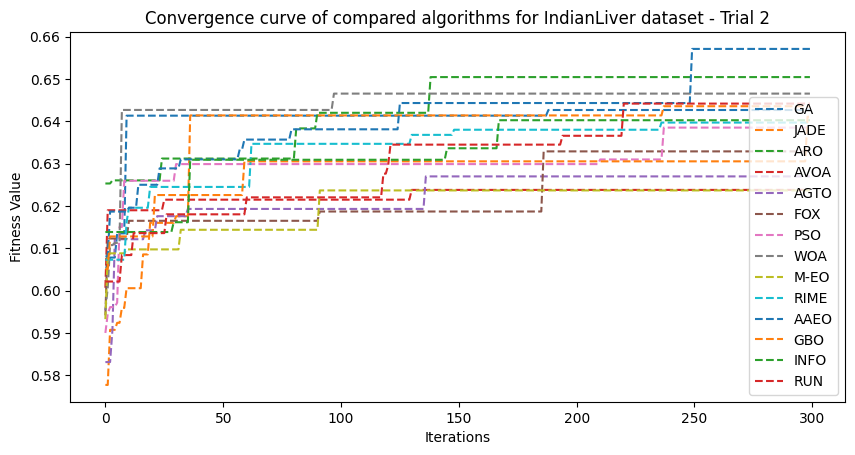 Convergence curve of compared algorithms for IndianLiver dataset - Trial 2
Fitness Value
0.66
0.65
0.64
0.63
0.62
0.61
0.60
0.59
0.58
0
50
100
150
200
250
300
Iterations
GA
JADE
ARO
AVOA
AGTO
FOX
PSO
WOA
M-EO
RIME
AAEO
GBO
INFO
RUN